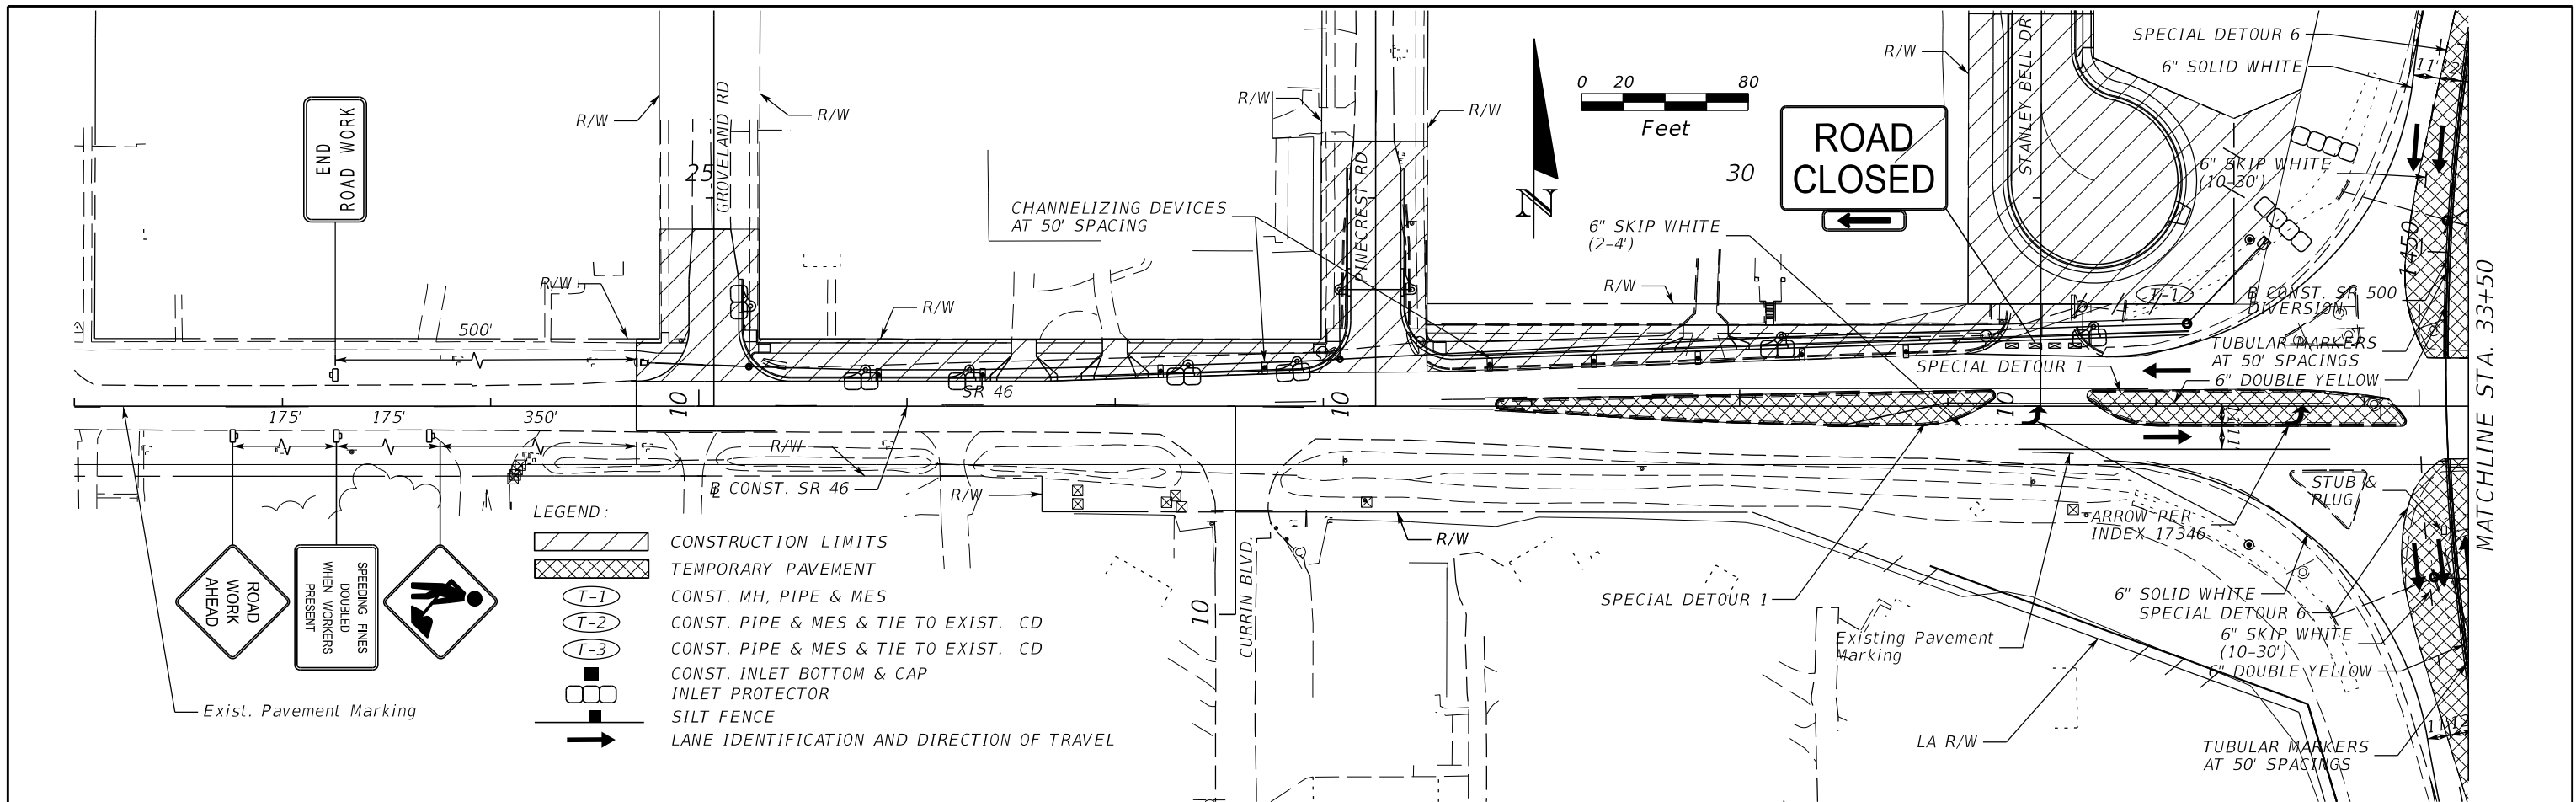 END
ROAD WORK
500'
R/W
R/W
R/W
GROVELAND RD
25
R/W
CHANNELIZING DEVICES
AT 50' SPACING
R/W
R/W
PINECREST RD
N
0 20 80
Feet
30
6" SKIP WHITE
(2-4')
R/W
ROAD
CLOSED
R/W
STANLEY BELL DR
SPECIAL DETOUR 6
6" SOLID WHITE
11'
6" SKIP WHITE
(10-30')
1450
T-1
B CONST. SR 500
DIVERSION
TUBULAR MARKERS
AT 50' SPACINGS
SPECIAL DETOUR 1
6" DOUBLE YELLOW
MATCHLINE STA. 33+50
175'
175'
350'
10
SR 46
10
10
11'
11'
R/W
B CONST. SR 46
R/W
R/W
CURRIN BLVD.
10
STUB &
PLUG
ARROW PER
INDEX 17346
SPECIAL DETOUR 1
6" SOLID WHITE
SPECIAL DETOUR 6
6" SKIP WHITE
(10-30')
6" DOUBLE YELLOW
Existing Pavement
Marking
LA R/W
11'
12'
TUBULAR MARKERS
AT 50' SPACINGS
ROAD
WORK
AHEAD
SPEEDING FINES
DOUBLED
WHEN WORKERS
PRESENT
Exist. Pavement Marking
LEGEND:
CONSTRUCTION LIMITS
TEMPORARY PAVEMENT
T-1 CONST. MH, PIPE & MES
T-2 CONST. PIPE & MES & TIE TO EXIST. CD
T-3 CONST. PIPE & MES & TIE TO EXIST. CD
CONST. INLET BOTTOM & CAP
INLET PROTECTOR
SILT FENCE
LANE IDENTIFICATION AND DIRECTION OF TRAVEL